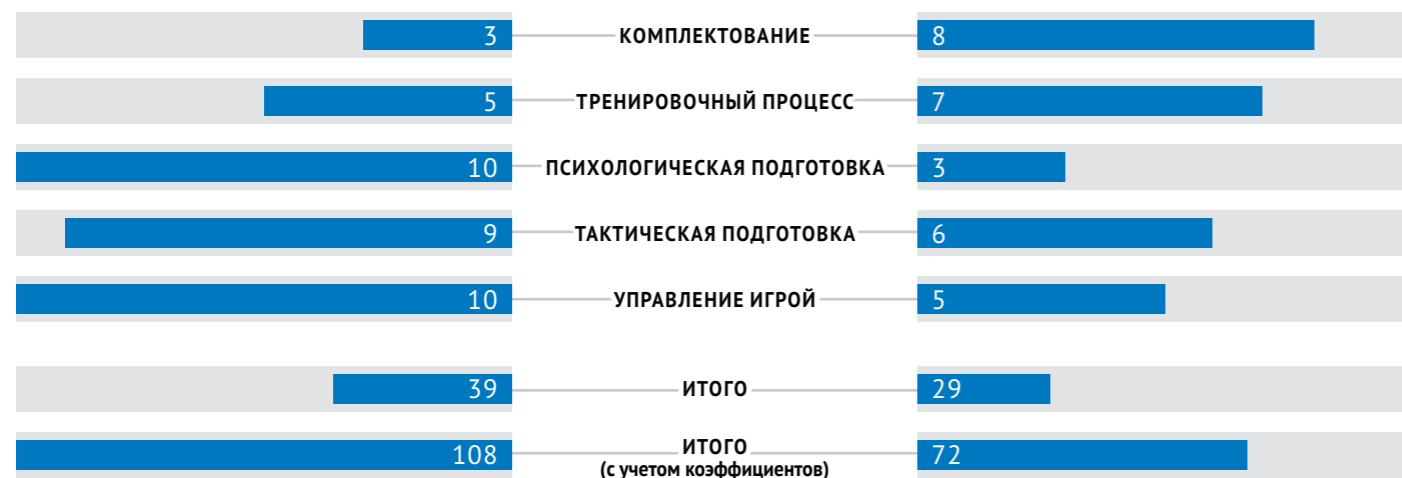 3 КОМПЛЕКТОВАНИЕ 8
5 ТРЕНИРОВОЧНЫЙ ПРОЦЕСС 7
10 ПСИХОЛОГИЧЕСКАЯ ПОДГОТОВКА 3
9 ТАКТИЧЕСКАЯ ПОДГОТОВКА 6
10 УПРАВЛЕНИЕ ИГРОЙ 5
39 ИТОГО 29
108 ИТОГО 72
(с учетом коэффициентов)